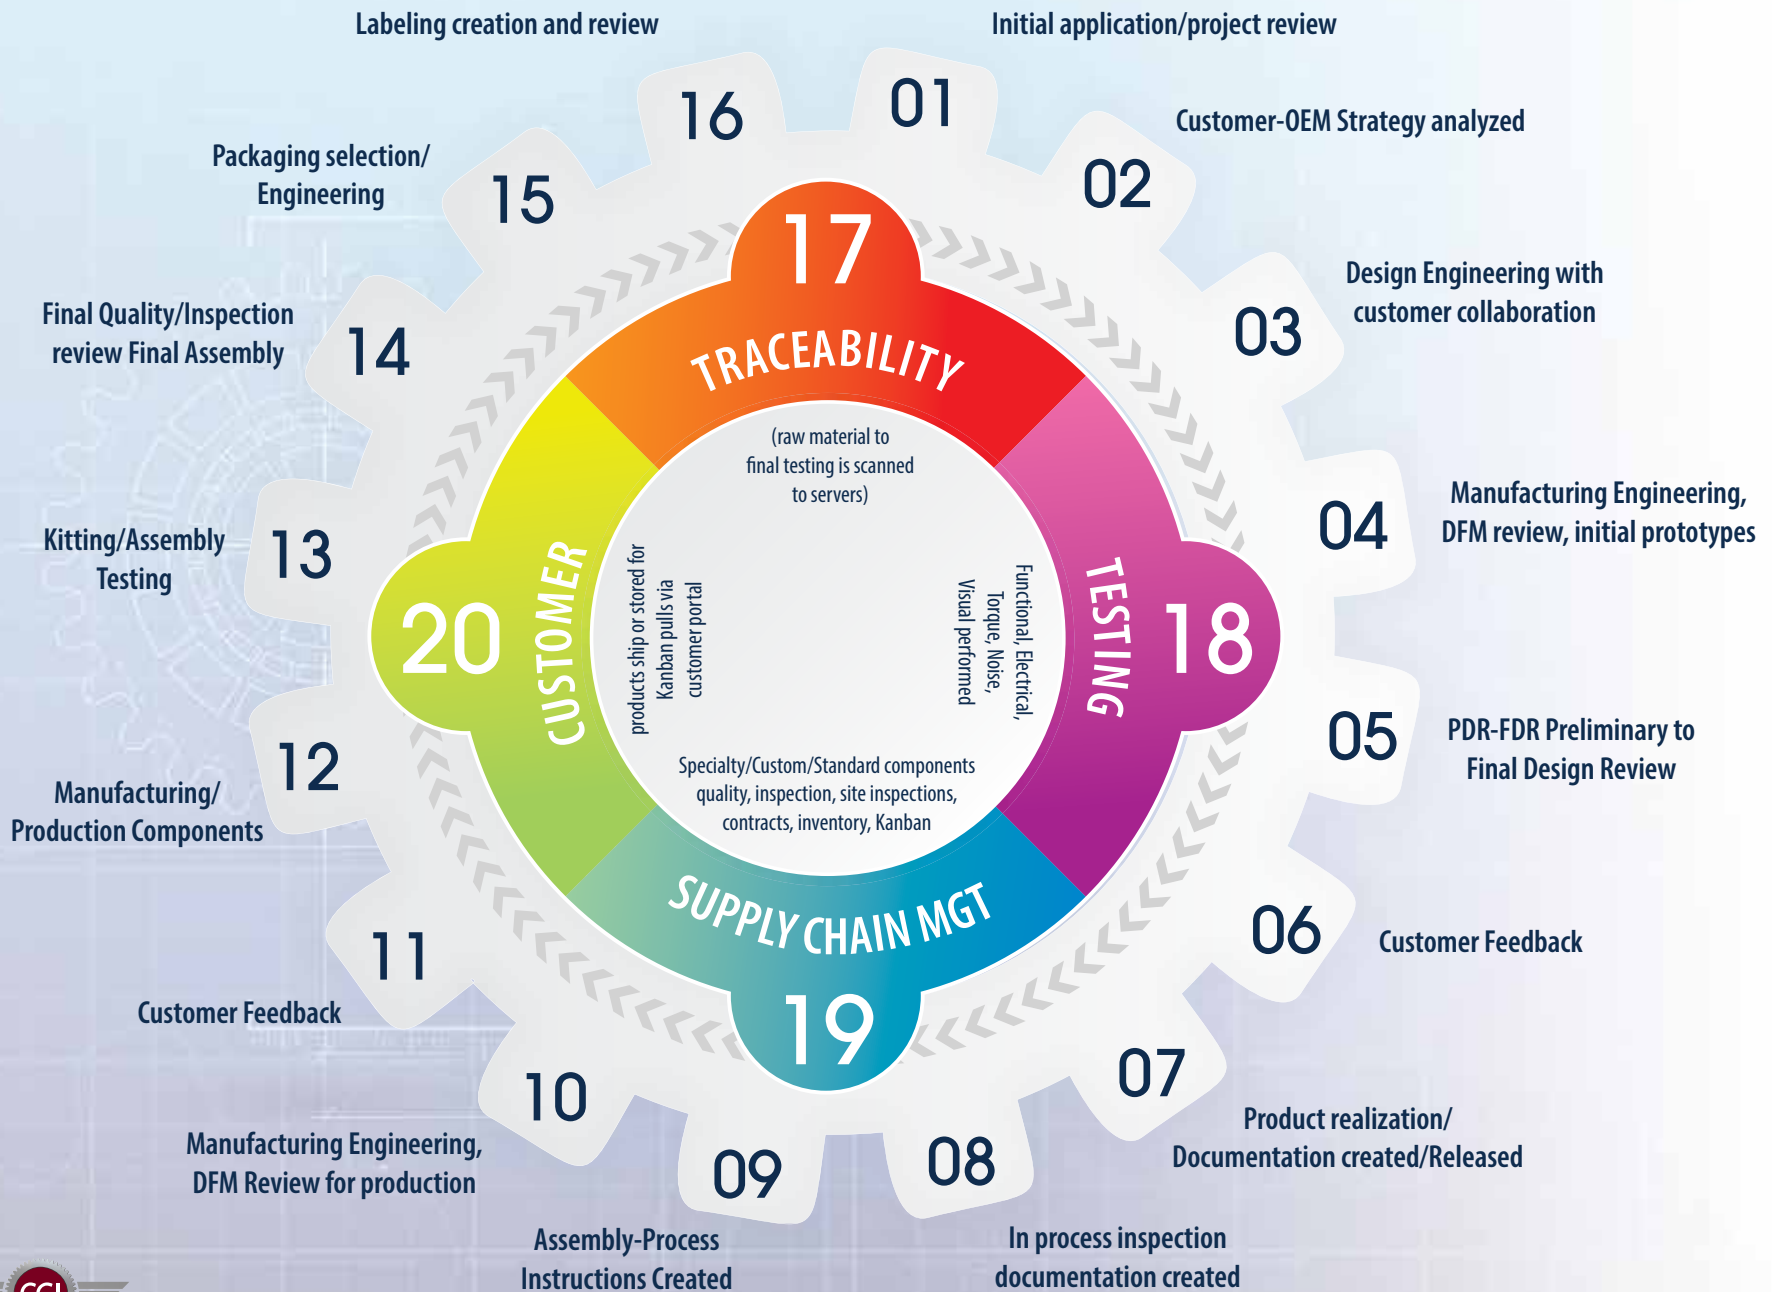 01
Initial application/project review
02
Customer-OEM Strategy analyzed
03
Design Engineering with
customer collaboration
04
Manufacturing Engineering,
DFM review, initial prototypes
05
PDR-FDR Preliminary to
Final Design Review
06
Customer Feedback
07
Product realization/
Documentation created/Released
08
In process inspection
documentation created
09
Assembly-Process
Instructions Created
10
Manufacturing Engineering,
DFM Review for production
11
Customer Feedback
12
Manufacturing/
Production Components
13
Kitting/Assembly
Testing
14
Final Quality/Inspection
review Final Assembly
15
Packaging selection/
Engineering
16
Labeling creation and review
17
TRACEABILITY
(raw material to
final testing is scanned
to servers)
18
TESTING
Functional, Electrical,
Torque, Noise,
Visual performed
19
SUPPLY CHAIN MGT
Specialty/Custom/Standard components
quality, inspection, site inspections,
contracts, inventory, Kanban
20
CUSTOMER
products ship or stored for
Kanban pulls via
customer portal